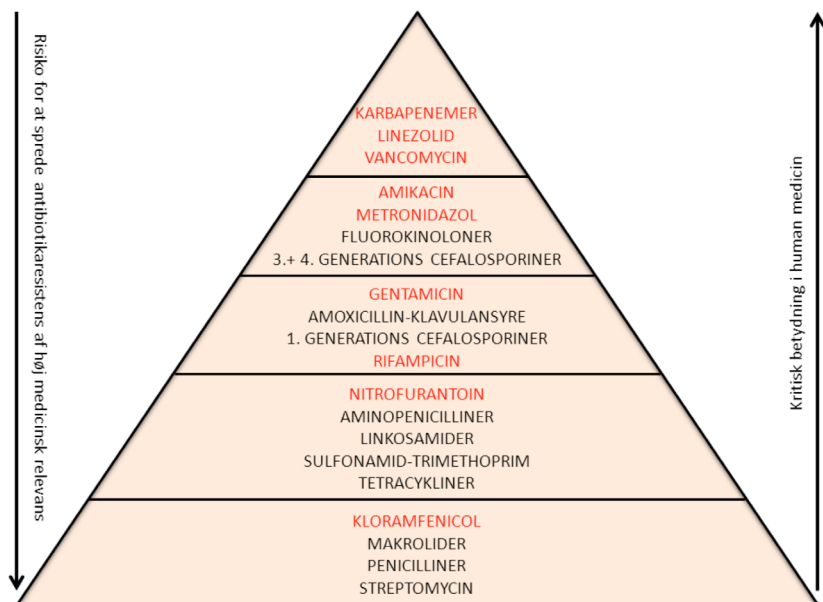 Risiko for at sprede antibiotikaresistens af høj medicinsk relevans
KARBAPENEMER
LINEZOLID
VANCOMYCIN
AMIKACIN
METRONIDAZOL
FLUOROKINOLONER
3.+ 4. GENERATIONS CEFALOSPORINER
GENTAMICIN
AMOXICILLIN-KLAVULANSYRE
1. GENERATIONS CEFALOSPORINER
RIFAMPICIN
NITROFURANTOIN
AMINOPENICILLINER
LINKOSAMIDER
SULFONAMID-TRIMETHOPRIM
TETRACYKLINER
KLORAMFENICOL
MAKROLIDER
PENICILLINER
STREPTOMYCIN
Kritisk betydning i human medicin